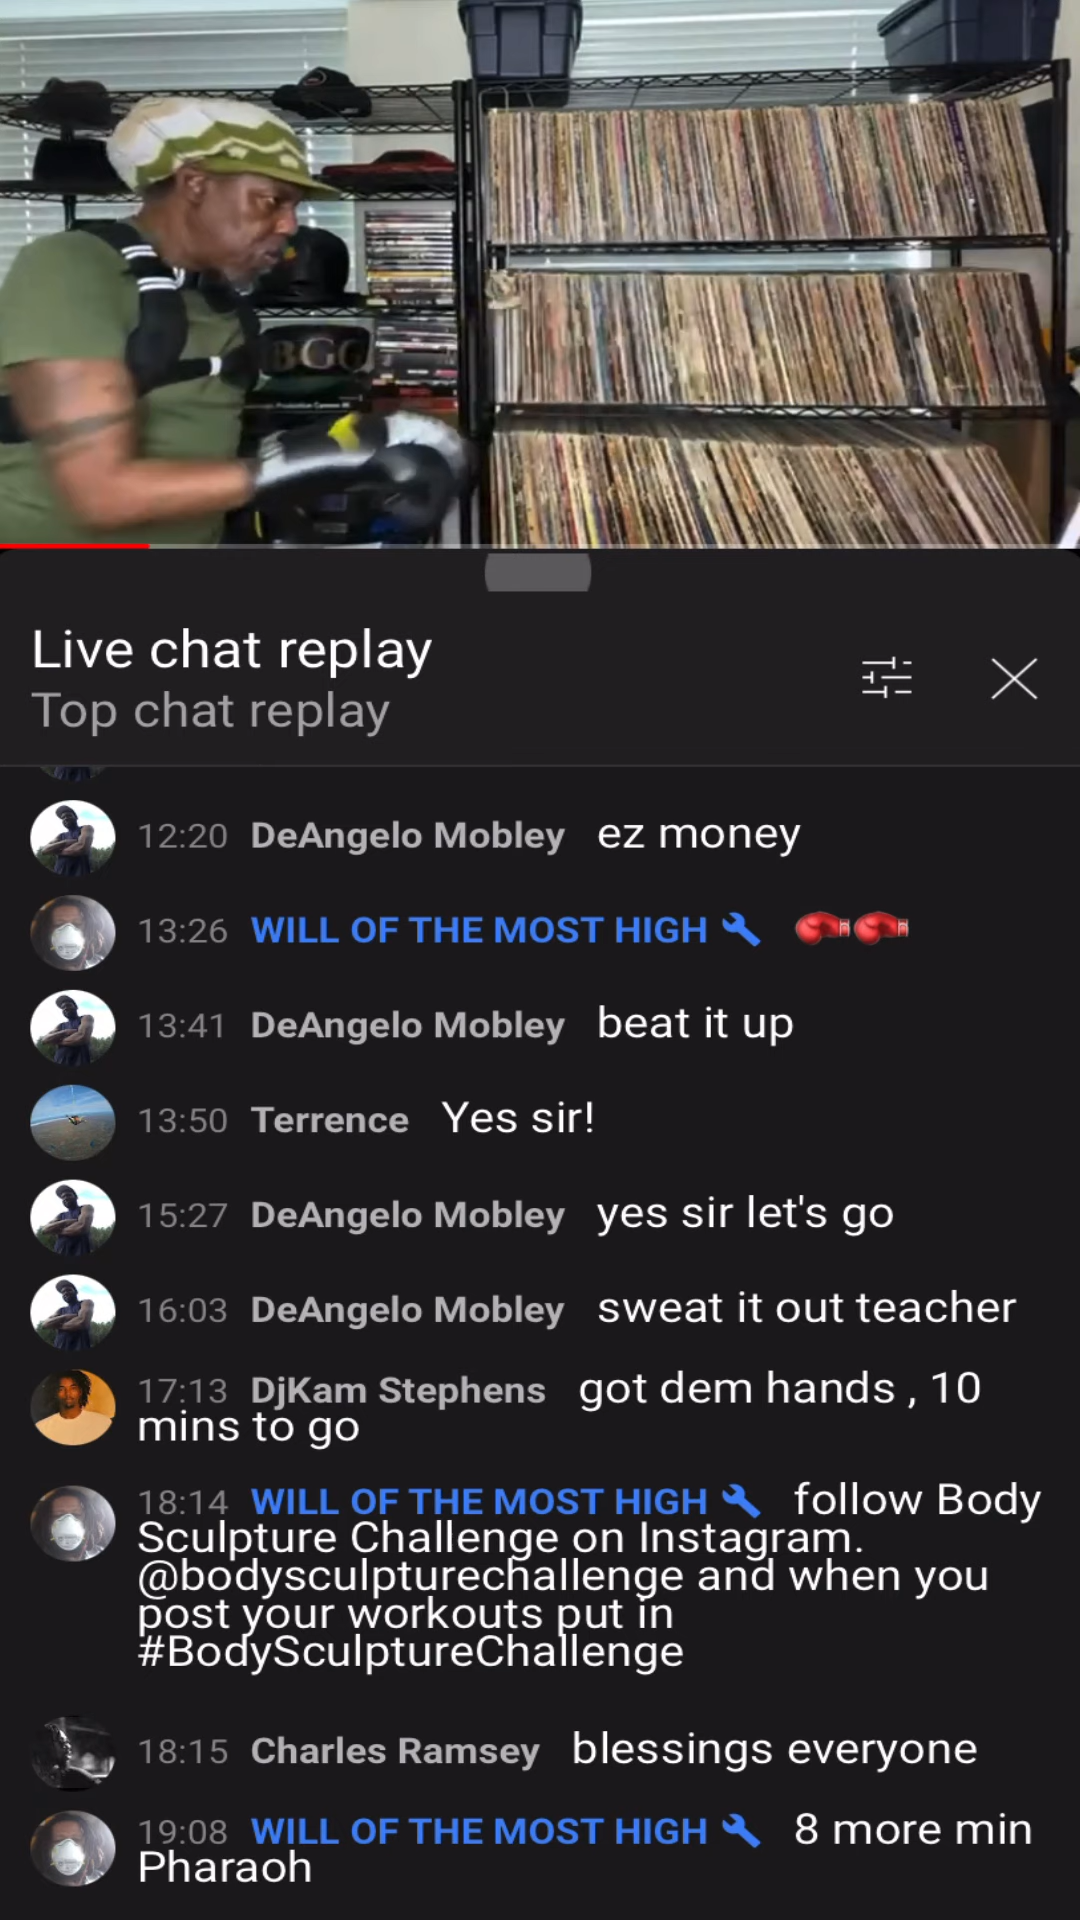 BGG
Live chat replay
Top chat replay
12:20 DeAngelo Mobley ez money
13:26 WILL OF THE MOST HIGH 🥊🥊
13:41 DeAngelo Mobley beat it up
13:50 Terrence Yes sir!
15:27 DeAngelo Mobley yes sir let's go
16:03 DeAngelo Mobley sweat it out teacher
17:13 DjKam Stephens got dem hands , 10
mins to go
18:14 WILL OF THE MOST HIGH follow Body
Sculpture Challenge on Instagram.
@bodysculpturechallenge and when you
post your workouts put in
#BodySculptureChallenge
18:15 Charles Ramsey blessings everyone
19:08 WILL OF THE MOST HIGH 8 more min
Pharaoh